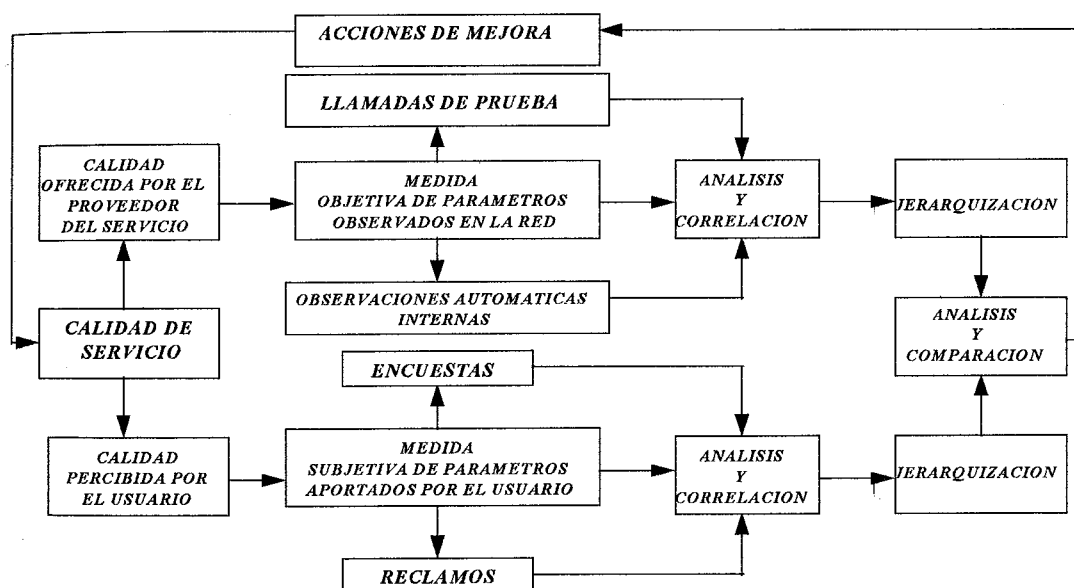 ACCIONES DE MEJORA
LLAMADAS DE PRUEBA
CALIDAD
OFRECIDA POR EL
PROVEEDOR
DEL SERVICIO
MEDIDA
OBJETIVA DE PARAMETROS
OBSERVADOS EN LA RED
ANALISIS
Y
CORRELACION
JERARQUIZACION
OBSERVACIONES AUTOMATICAS
INTERNAS
CALIDAD DE
SERVICIO
ANALISIS
Y
COMPARACION
ENCUESTAS
CALIDAD
PERCIBIDA POR
EL USUARIO
MEDIDA
SUBJETIVA DE PARAMETROS
APORTADOS POR EL USUARIO
ANALISIS
Y
CORRELACION
JERARQUIZACION
RECLAMOS